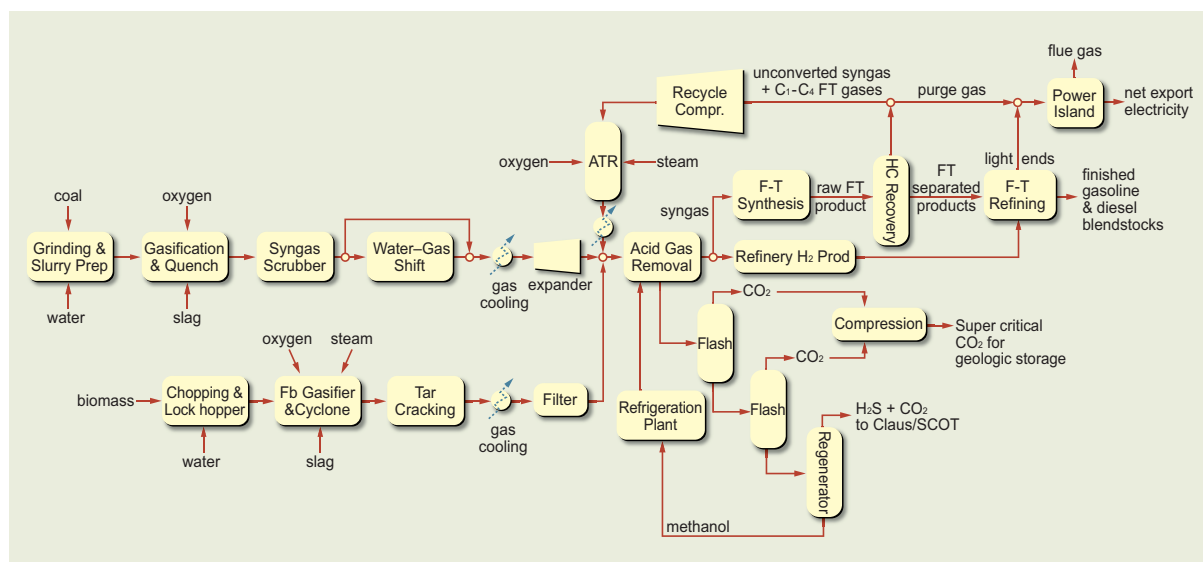 flue gas
unconverted syngas
+ C₁-C₄ FT gases
purge gas
Recycle
Compr.
Power
Island
net export
electricity
oxygen
ATR
steam
light ends
coal
oxygen
syngas
F-T
Synthesis
raw FT
product
HC Recovery
FT
separated
products
F-T
Refining
finished
gasoline
& diesel
blendstocks
Grinding &
Slurry Prep
Gasification
& Quench
Syngas
Scrubber
Water–Gas
Shift
gas
cooling
expander
Acid Gas
Removal
Refinery H₂ Prod
water
slag
CO₂
Flash
Compression
Super critical
CO₂ for
geologic storage
oxygen
steam
CO₂
biomass
Chopping &
Lock hopper
Fb Gasifier
&Cyclone
Tar
Cracking
gas
cooling
Filter
Refrigeration
Plant
Flash
H₂S + CO₂
to Claus/SCOT
Regenerator
water
slag
methanol